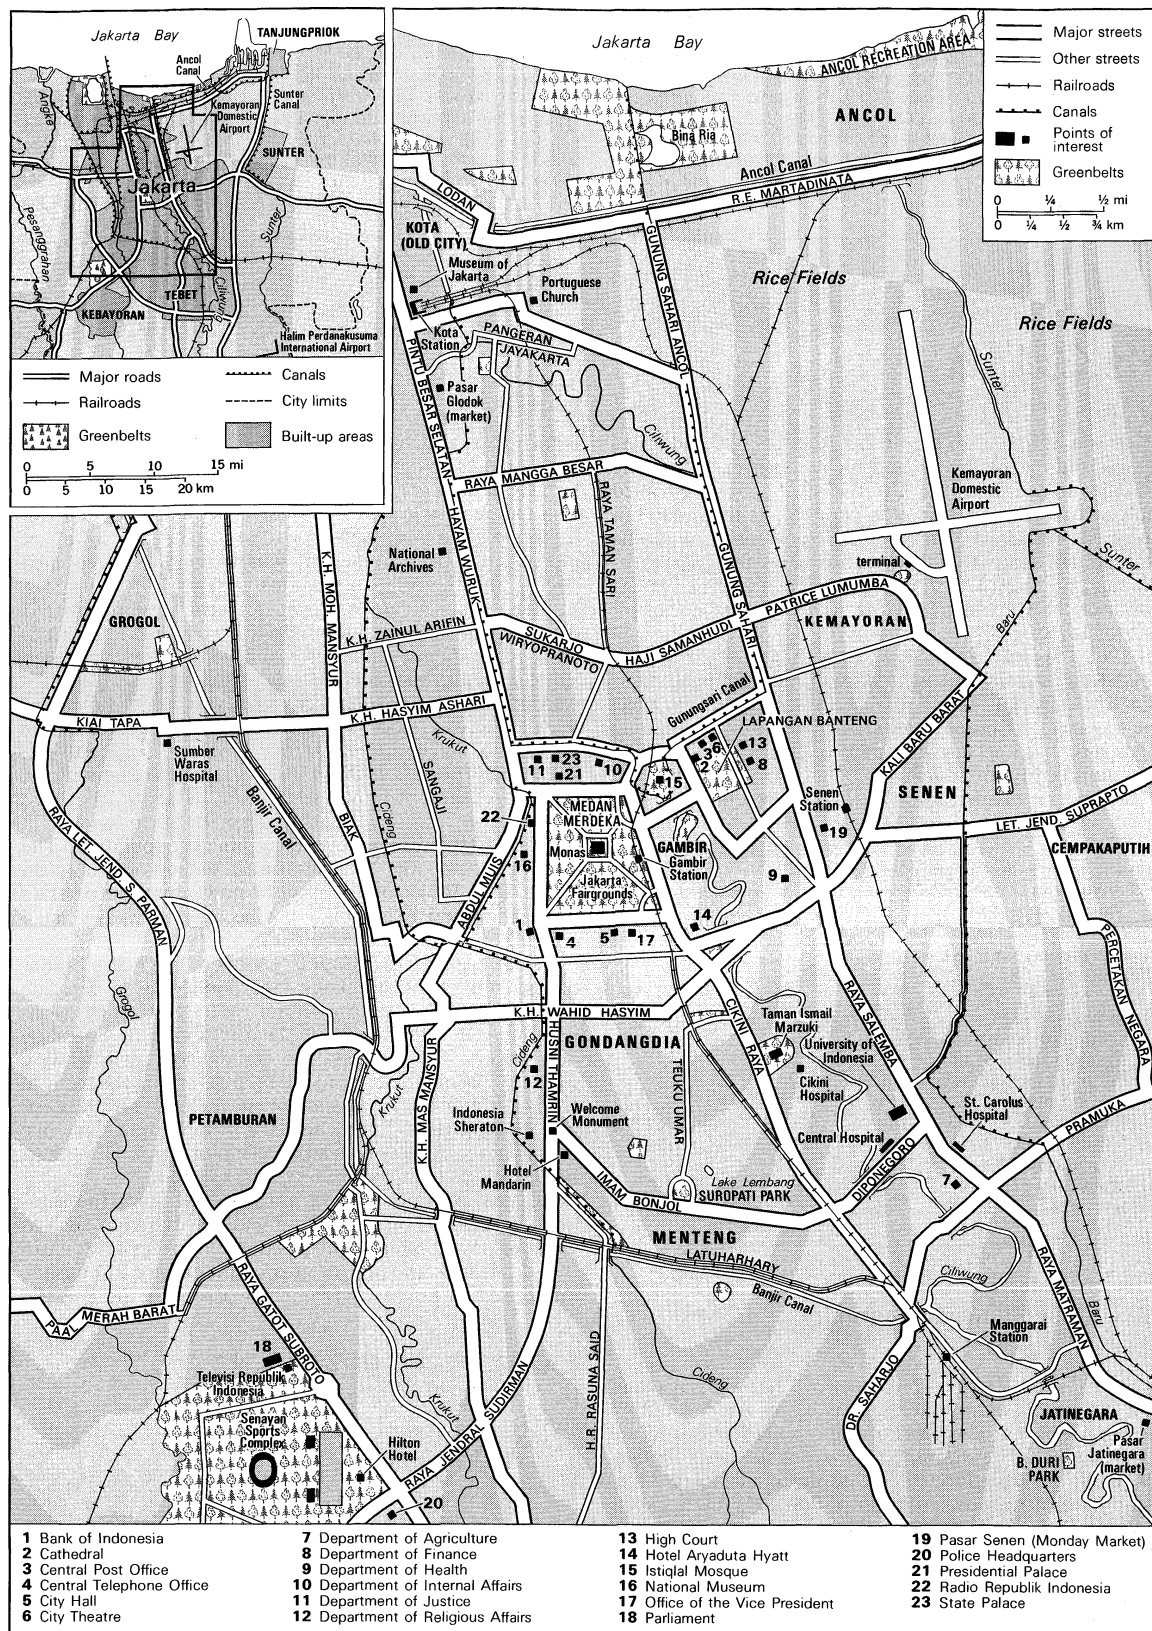 Jakarta Bay
TANJUNGPRIOK
Ancol
Canal
Sunter
Canal
Angke
Kemayoran
Domestic
Airport
SUNTER
Jakarta
Pesanggrahan
Sunter
TEBET
Ciliwung
KEBAYORAN
Halim Perdanakusuma
International Airport
Major roads
Canals
Railroads
City limits
Greenbelts
Built-up areas
0 5 10 15 mi
0 5 10 15 20 km
Jakarta Bay
ANCOL RECREATION AREA
ANCOL
Major streets
Other streets
Railroads
Canals
Points of
interest
Greenbelts
0 ¼ ½ mi
0 ¼ ½ ¾ km
Bina Ria
Ancol Canal
R.E. MARTADINATA
LODAN
KOTA
(OLD CITY)
Museum of
Jakarta
Portuguese
Church
GUNUNG SAHARI ANCOL
Rice Fields
Rice Fields
Kota
Station
PANGERAN
JAYAKARTA
PINTU BESAR SELATAN
Pasar
Glodok
(market)
Ciliwung
Sunter
RAYA MANGGA BESAR
RAYA TAMAN SARI
Kemayoran
Domestic
Airport
HAYAM WURUK
National
Archives
GUNUNG SAHARI
terminal
Sunter
K.H. MOH. MANSYUR
GROGOL
K.H. ZAINUL ARIFIN
SUKARJO
WIRYOPRANOTO
HAJI SAMANHUDI
PATRICE LUMUMBA
KEMAYORAN
Baru
KIAI TAPA
K.H. HASYIM ASHARI
Gunungsari Canal
LAPANGAN BANTENG
KALI BARU BARAT
Sumber
Waras
Hospital
Krukut
SANGAJI
Banjir Canal
Cideng
BIAK
11
23
21
10
15
3
6
2
13
8
Senen
Station
19
SENEN
LET. JEND. SUPRAPTO
CEMPAKAPUTIH
MEDAN
MERDEKA
22
Monas
GAMBIR
Gambir
Station
16
Jakarta
Fairgrounds
9
RAYA LET. JEND. S. PARMAN
ABDUL MUIS
1
4
5
17
14
PERCETAKAN NEGARA
Grogol
K.H. WAHID HASYIM
CIKINI RAYA
RAYA SALEMBA
Taman Ismail
Marzuki
University of
Indonesia
GONDANGDIA
HUSNI THAMRIN
Cideng
12
TEUKU UMAR
Cikini
Hospital
Krukut
K.H. MAS MANSYUR
PETAMBURAN
Indonesia
Sheraton
Welcome
Monument
St. Carolus
Hospital
PRAMUKA
Central Hospital
DIPONEGORO
Hotel
Mandarin
IMAM BONJOL
Lake Lembang
SUROPATI PARK
7
MENTENG
LATUHARHARY
Banjir Canal
RAYA MATRAMAN
Ciliwung
Baru
PAAL
MERAH BARAT
RAYA GATOT SUBROTO
Manggarai
Station
18
Televisi Republik
Indonesia
H.R. RASUNA SAID
Cideng
DR. SAHARJO
Krukut
RAYA JENDRAL SUDIRMAN
Senayan
Sports
Complex
Hilton
Hotel
20
JATINEGARA
Pasar
Jatinegara
(market)
B. DURI
PARK
1 Bank of Indonesia
2 Cathedral
3 Central Post Office
4 Central Telephone Office
5 City Hall
6 City Theatre
7 Department of Agriculture
8 Department of Finance
9 Department of Health
10 Department of Internal Affairs
11 Department of Justice
12 Department of Religious Affairs
13 High Court
14 Hotel Aryaduta Hyatt
15 Istiqlal Mosque
16 National Museum
17 Office of the Vice President
18 Parliament
19 Pasar Senen (Monday Market)
20 Police Headquarters
21 Presidential Palace
22 Radio Republik Indonesia
23 State Palace